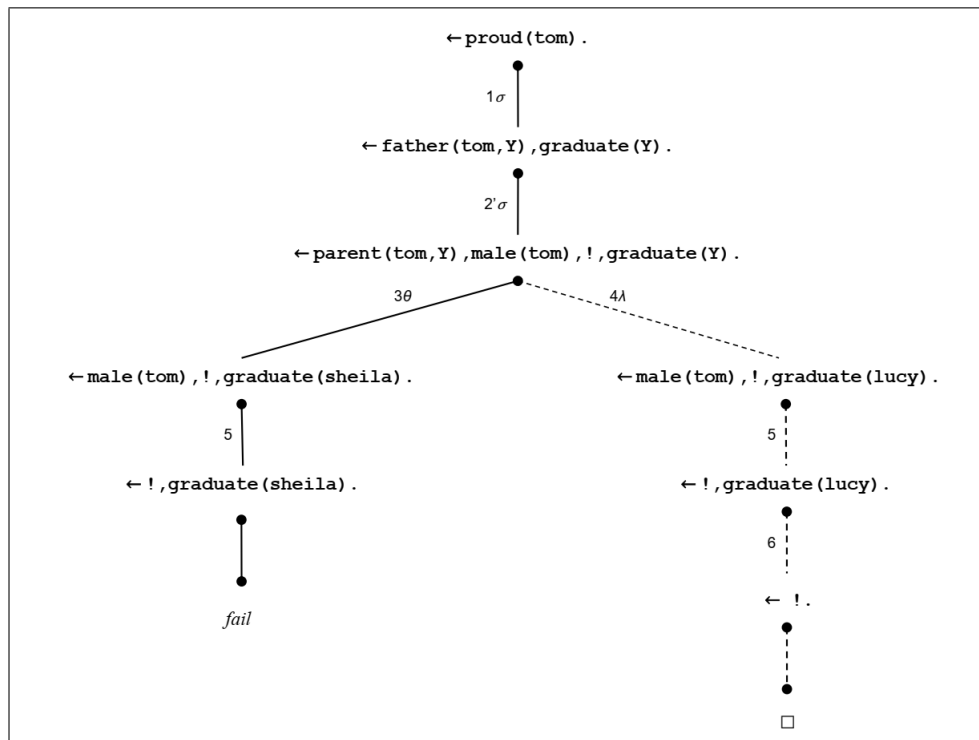 ←proud(tom).
1σ
←father(tom,Y),graduate(Y).
2'σ
←parent(tom,Y),male(tom),!,graduate(Y).
3θ 4λ
←male(tom),!,graduate(sheila). ←male(tom),!,graduate(lucy).
5 5
←!,graduate(sheila). ←!,graduate(lucy).
6
← !.
fail
□